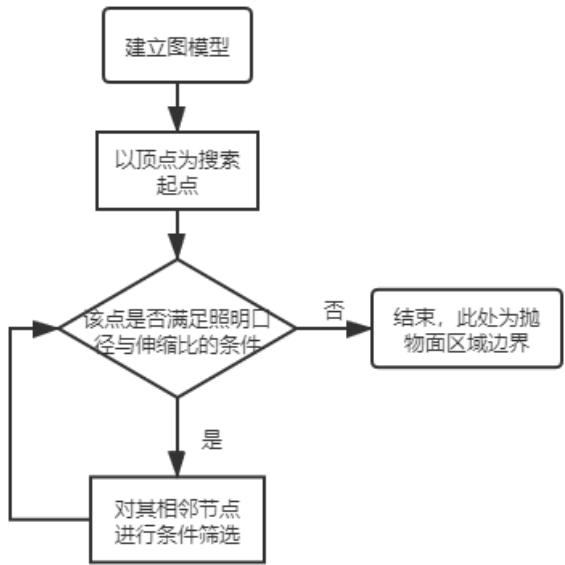 建立图模型
以顶点为搜索
起点
该点是否满足照明口
径与伸缩比的条件
否
结束，此处为抛
物面区域边界
是
对其相邻节点
进行条件筛选